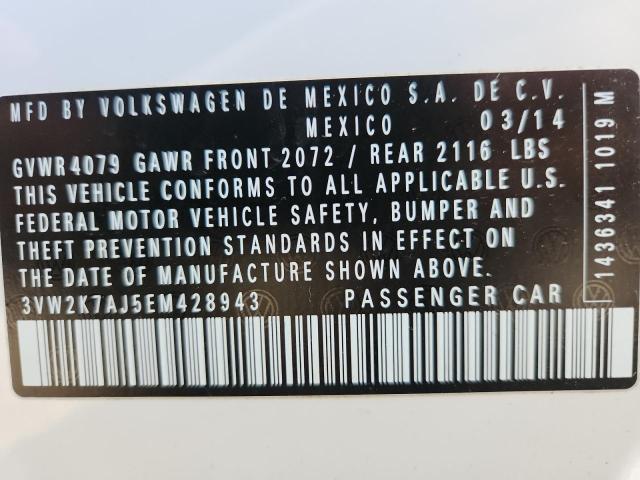 MFD BY VOLKSWAGEN DE MEXICO S.A. DE C.V.
MEXICO 03/14
GVWR 4079 GAWR FRONT 2072 / REAR 2116 LBS
THIS VEHICLE CONFORMS TO ALL APPLICABLE U.S.
FEDERAL MOTOR VEHICLE SAFETY, BUMPER AND
THEFT PREVENTION STANDARDS IN EFFECT ON
THE DATE OF MANUFACTURE SHOWN ABOVE.
3VW2K7AJ5EM428943 PASSENGER CAR
1436341 1019 M